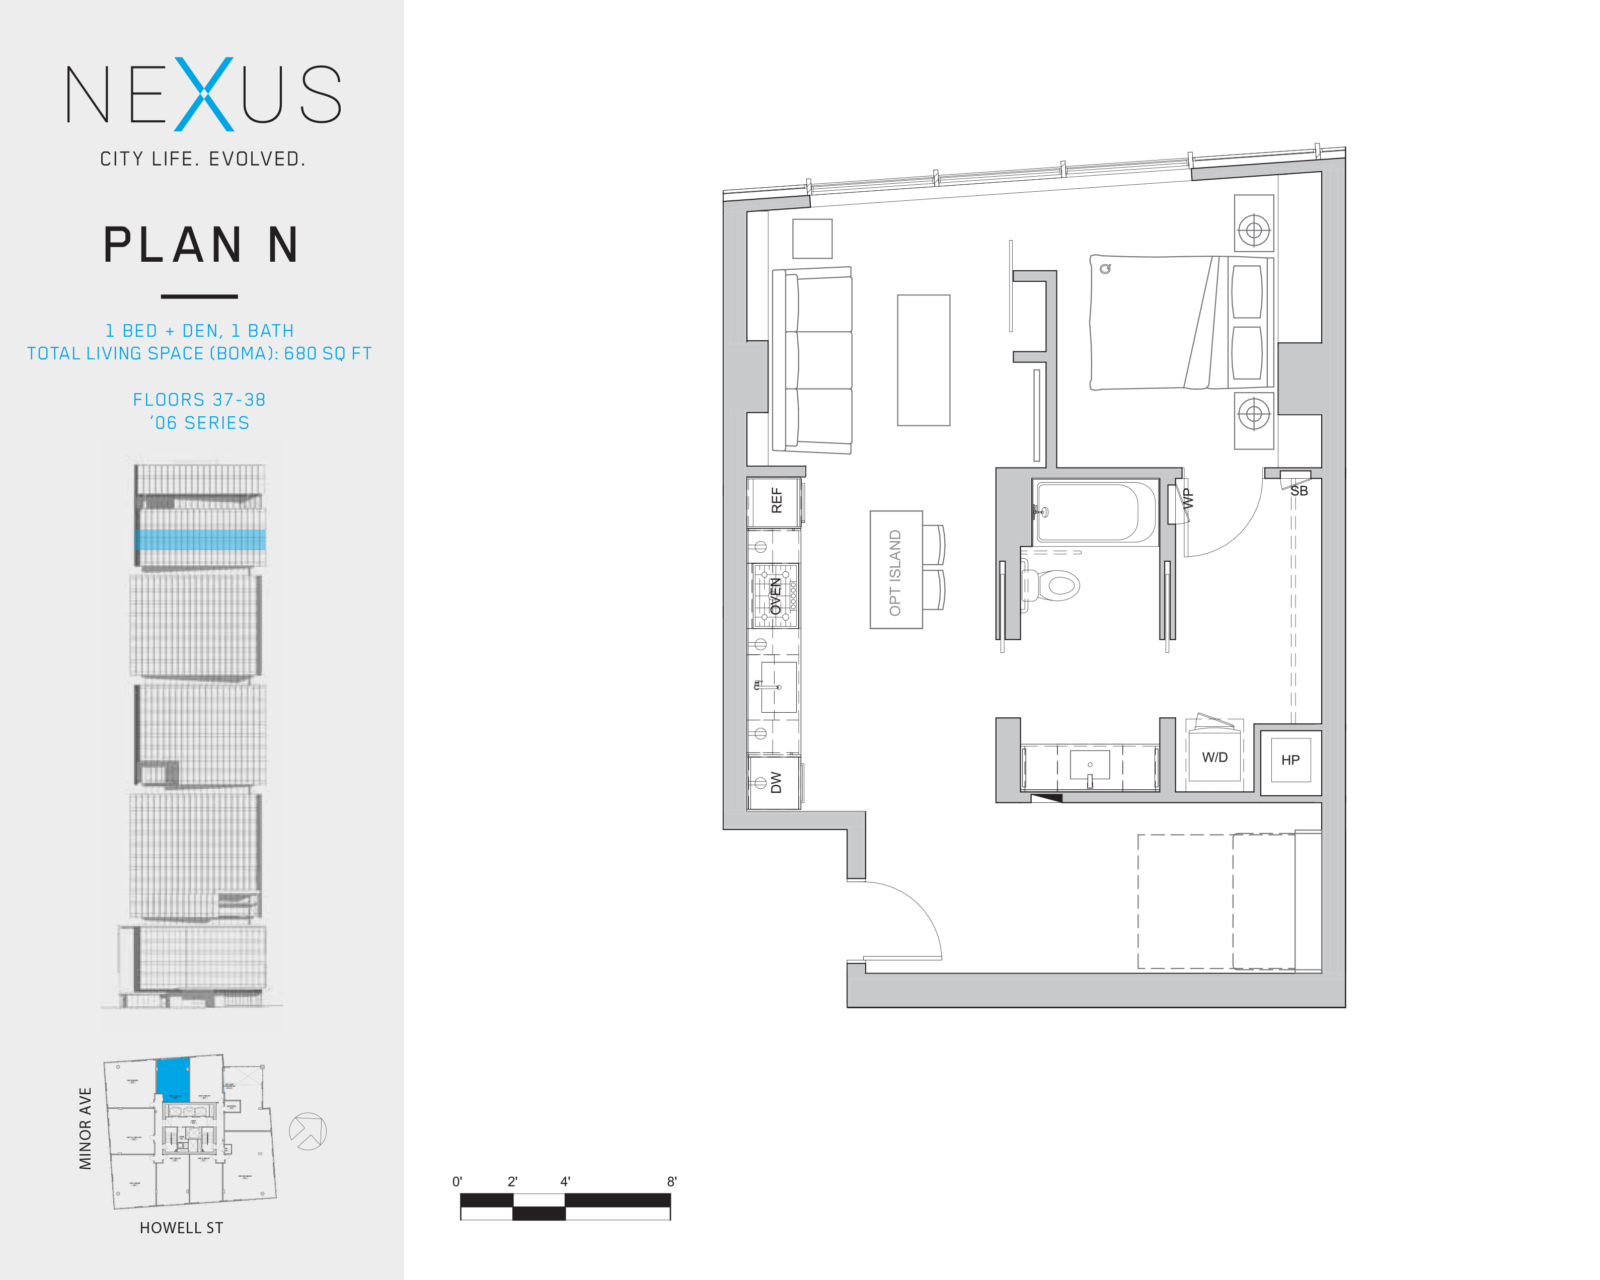 NEXUS
CITY LIFE. EVOLVED.
PLAN N
1 BED + DEN, 1 BATH
TOTAL LIVING SPACE (BOMA): 680 SQ FT
FLOORS 37-38
‘06 SERIES
MINOR AVE
HOWELL ST
REF
OVEN
DW
OPT ISLAND
WP
SB
W/D
HP
0' 2' 4' 8'